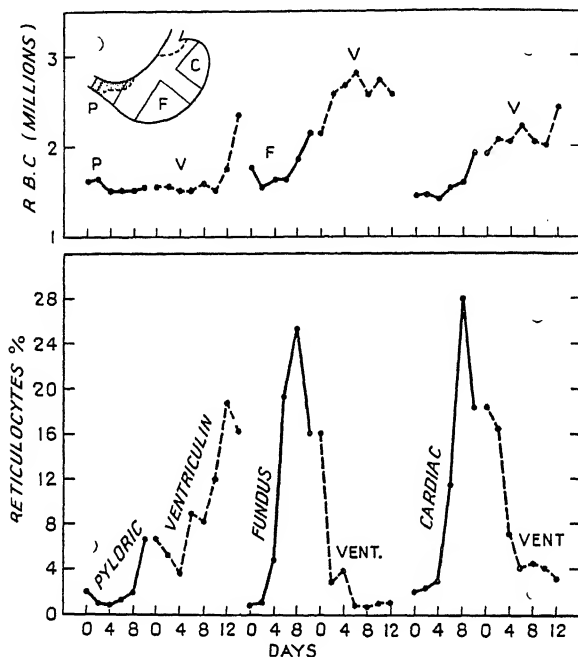 R B.C (MILLIONS)
3
2
1
C
F
P
P
V
F
V
V
RETICULOCYTES %
28
24
20
16
12
8
4
0
PYLORIC
VENTRICULIN
FUNDUS
VENT.
CARDIAC
VENT
0 4 8 0 4 8 12 0 4 8 0 4 8 12 0 4 8 0 4 8 12
DAYS